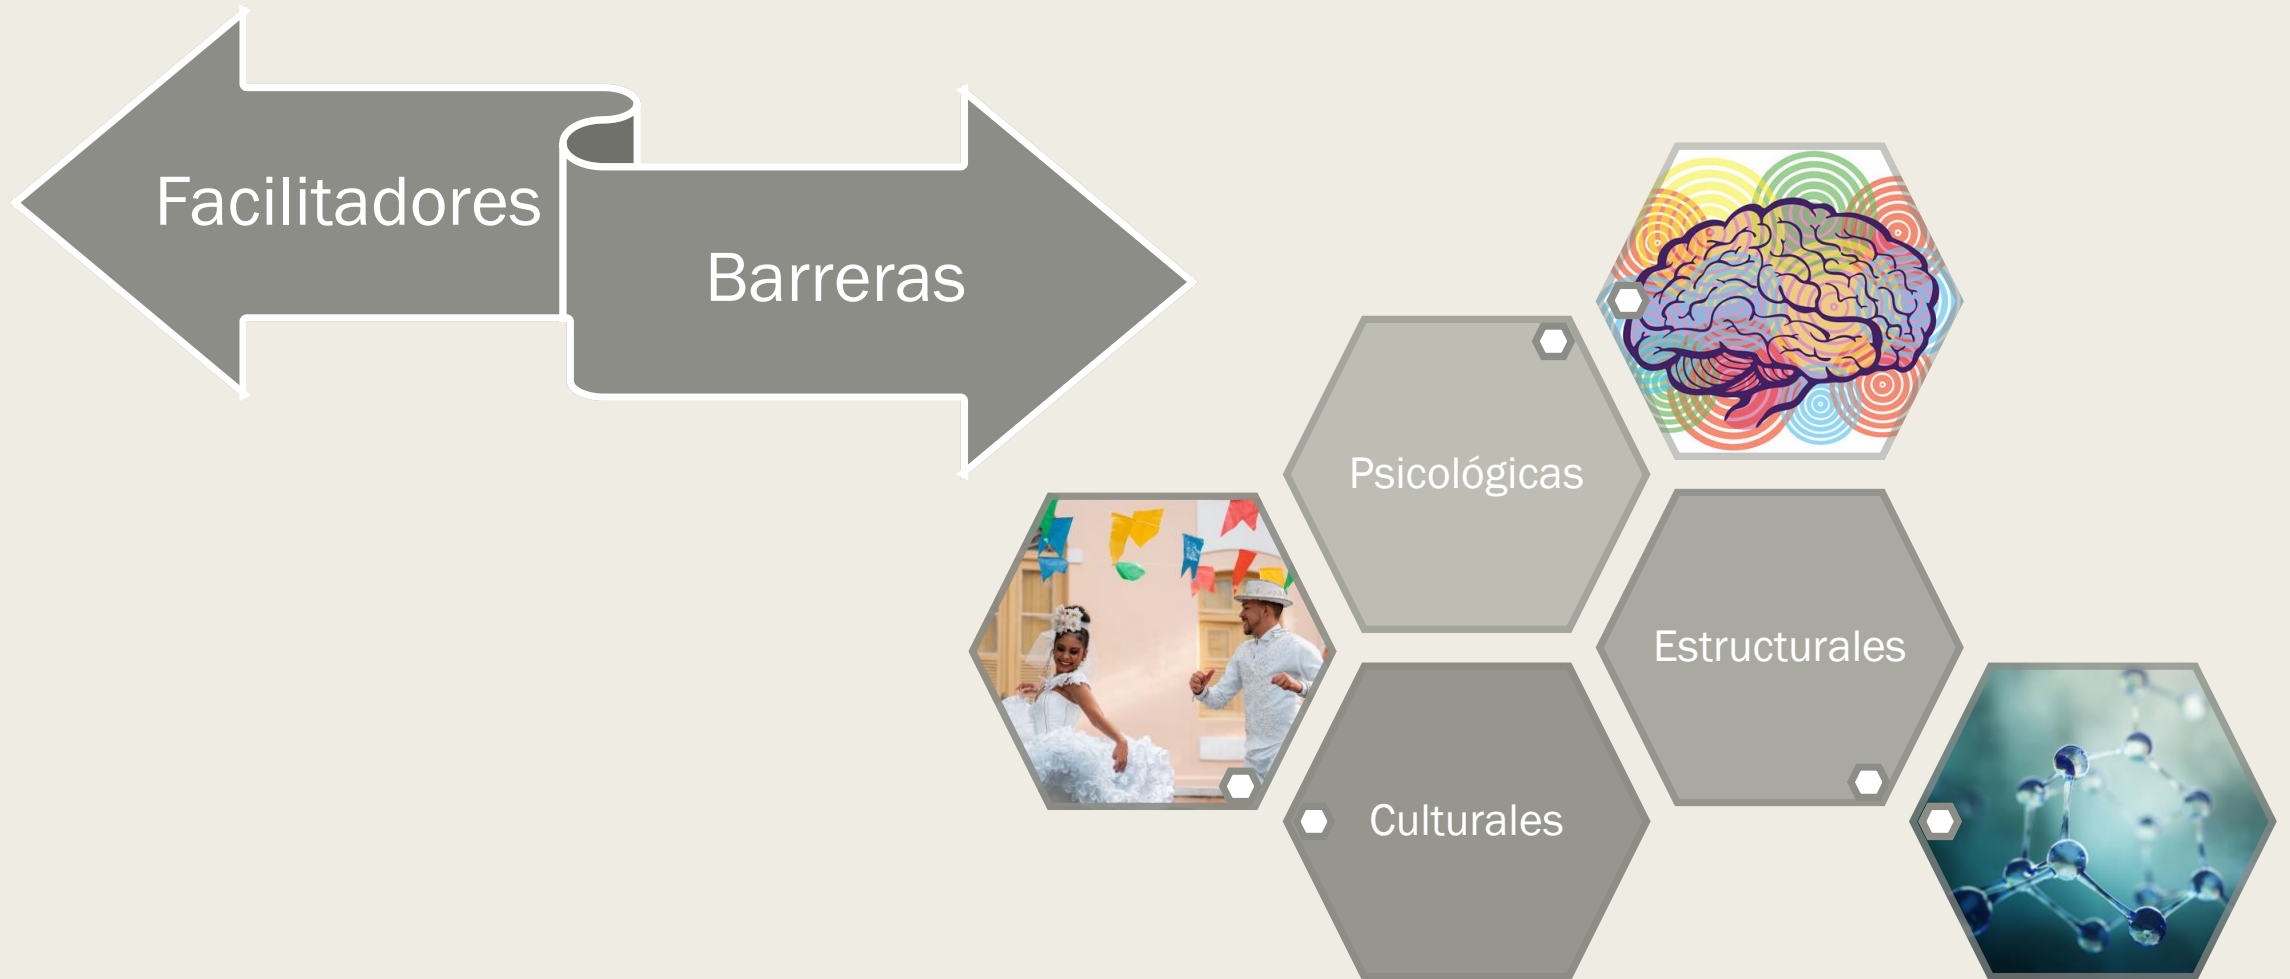 Facilitadores
Barreras
Psicológicas
Estructurales
Culturales